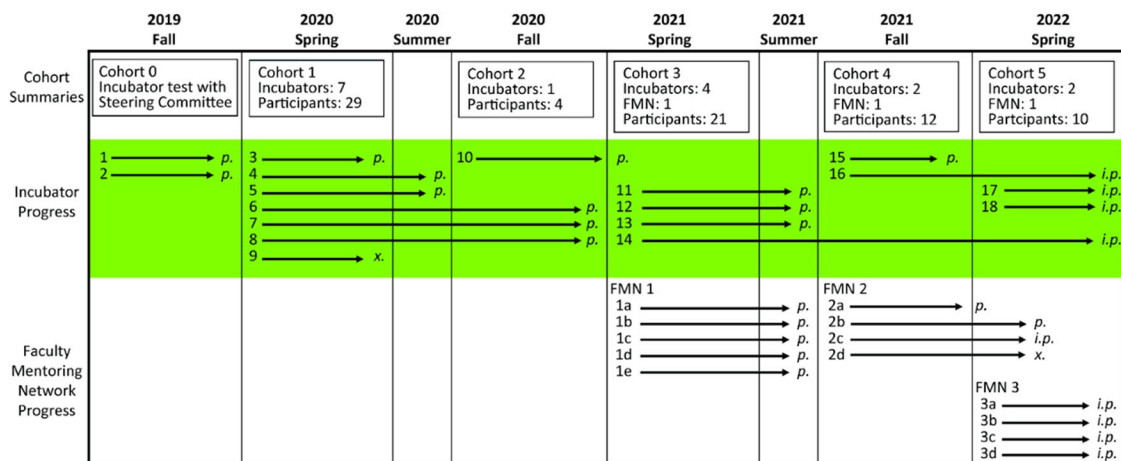 2019 Fall
2020 Spring
2020 Summer
2020 Fall
2021 Spring
2021 Summer
2021 Fall
2022 Spring
Cohort Summaries
Cohort 0
Incubator test with
Steering Committee
Cohort 1
Incubators: 7
Participants: 29
Cohort 2
Incubators: 1
Participants: 4
Cohort 3
Incubators: 4
FMN: 1
Participants: 21
Cohort 4
Incubators: 2
FMN: 1
Participants: 12
Cohort 5
Incubators: 2
FMN: 1
Partcipants: 10
Incubator
Progress
1 p.
2 p.
3 p.
4 p.
5 p.
6 p.
7 p.
8 p.
9 x.
10 p.
11 p.
12 p.
13 p.
14 i.p.
15 p.
16 i.p.
17 i.p.
18 i.p.
Faculty
Mentoring
Network
Progress
FMN 1
1a p.
1b p.
1c p.
1d p.
1e p.
FMN 2
2a p.
2b p.
2c i.p.
2d x.
FMN 3
3a i.p.
3b i.p.
3c i.p.
3d i.p.